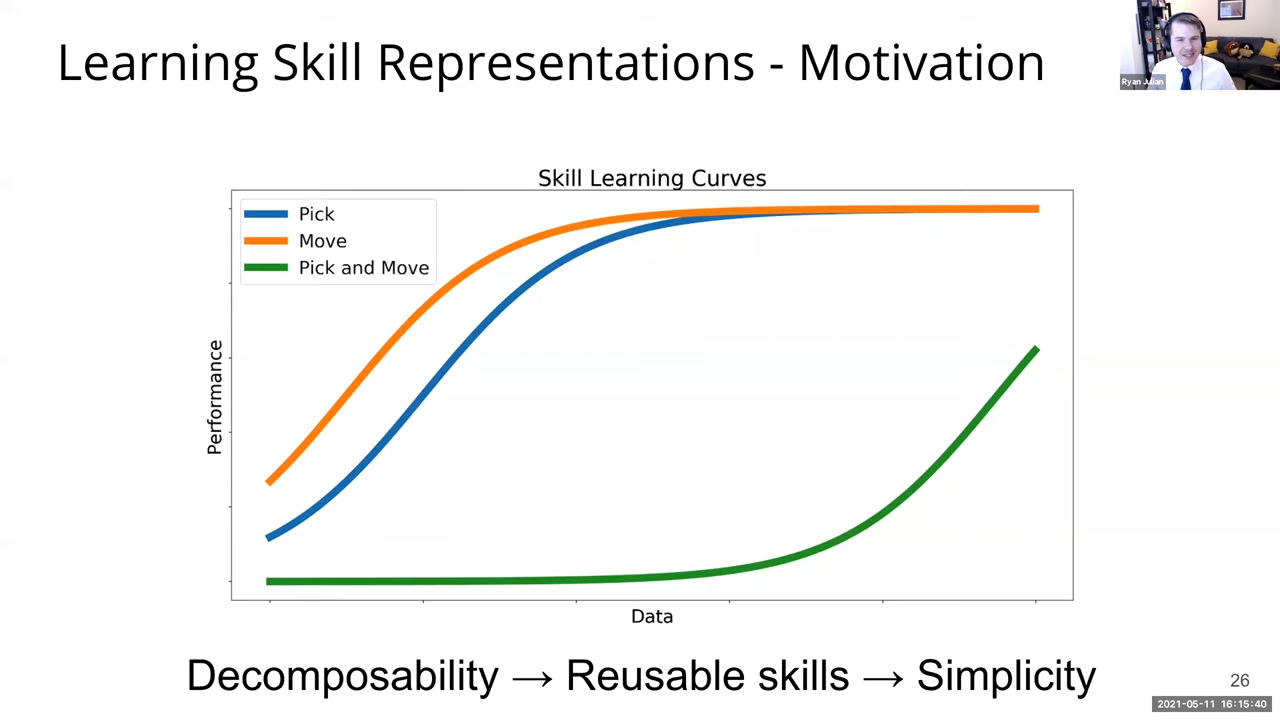 Learning Skill Representations - Motivation
Ryan Julian
Skill Learning Curves
Pick
Move
Pick and Move
Performance
Data
Decomposability → Reusable skills → Simplicity
26
2021-05-11 16:15:40